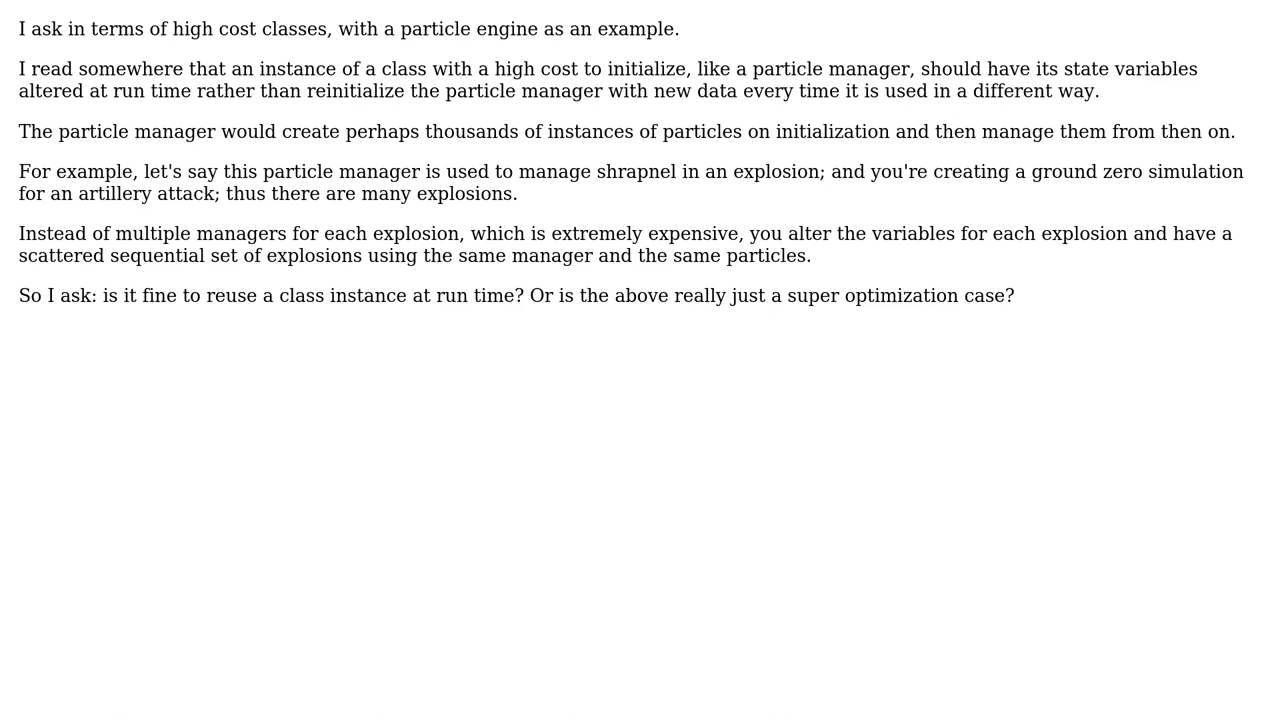 I ask in terms of high cost classes, with a particle engine as an example.
I read somewhere that an instance of a class with a high cost to initialize, like a particle manager, should have its state variables
altered at run time rather than reinitialize the particle manager with new data every time it is used in a different way.
The particle manager would create perhaps thousands of instances of particles on initialization and then manage them from then on.
For example, let's say this particle manager is used to manage shrapnel in an explosion; and you're creating a ground zero simulation
for an artillery attack; thus there are many explosions.
Instead of multiple managers for each explosion, which is extremely expensive, you alter the variables for each explosion and have a
scattered sequential set of explosions using the same manager and the same particles.
So I ask: is it fine to reuse a class instance at run time? Or is the above really just a super optimization case?